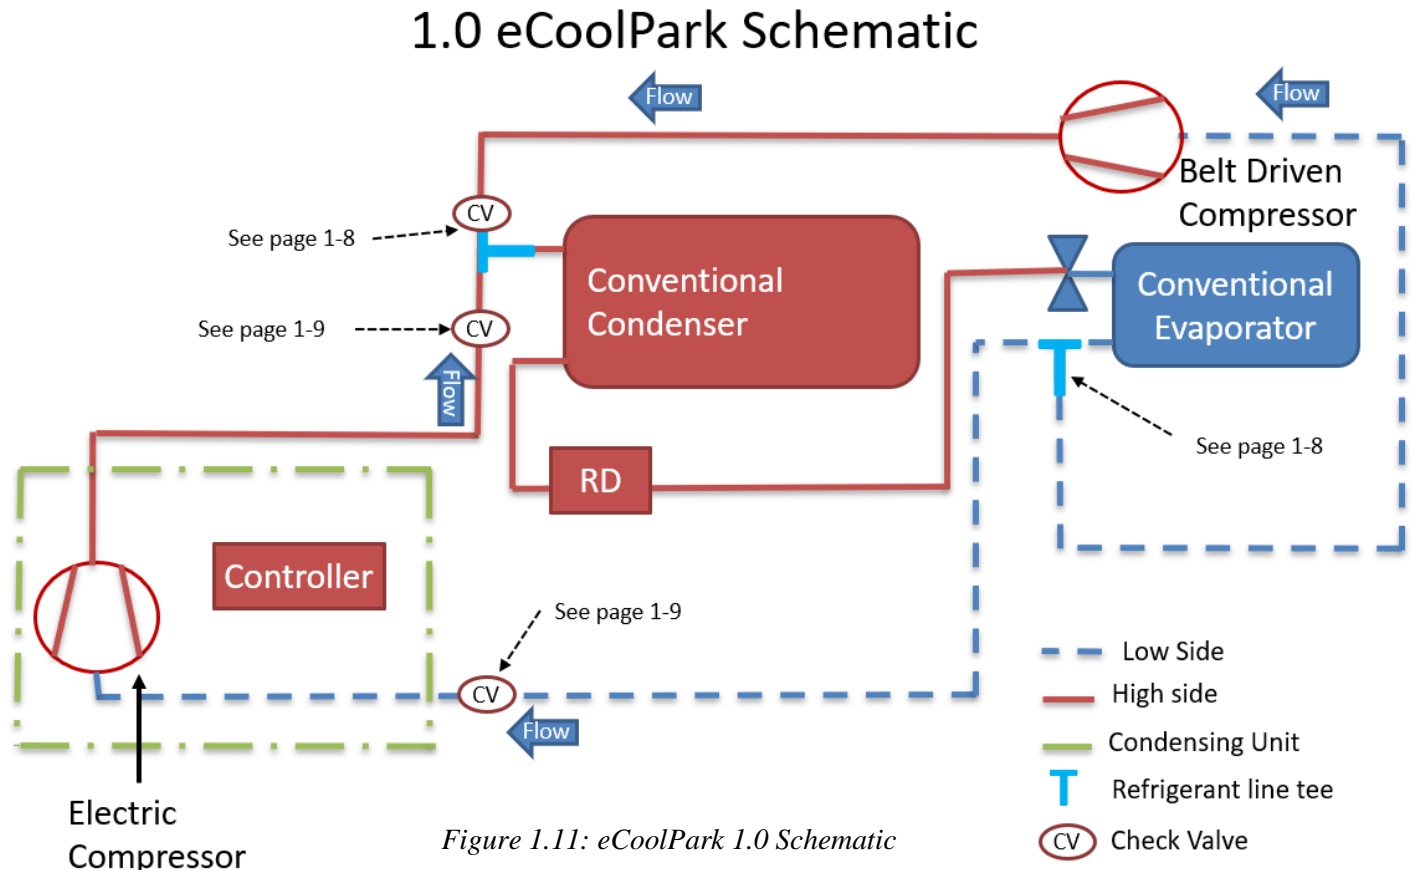 1.0 eCoolPark Schematic
Flow
Flow
Belt Driven
Compressor
CV
See page 1-8
Conventional
Condenser
Conventional
Evaporator
See page 1-9
CV
Flow
See page 1-8
RD
Controller
See page 1-9
CV
Flow
Low Side
High side
Condensing Unit
Refrigerant line tee
CV
Check Valve
Electric
Compressor
Figure 1.11: eCoolPark 1.0 Schematic